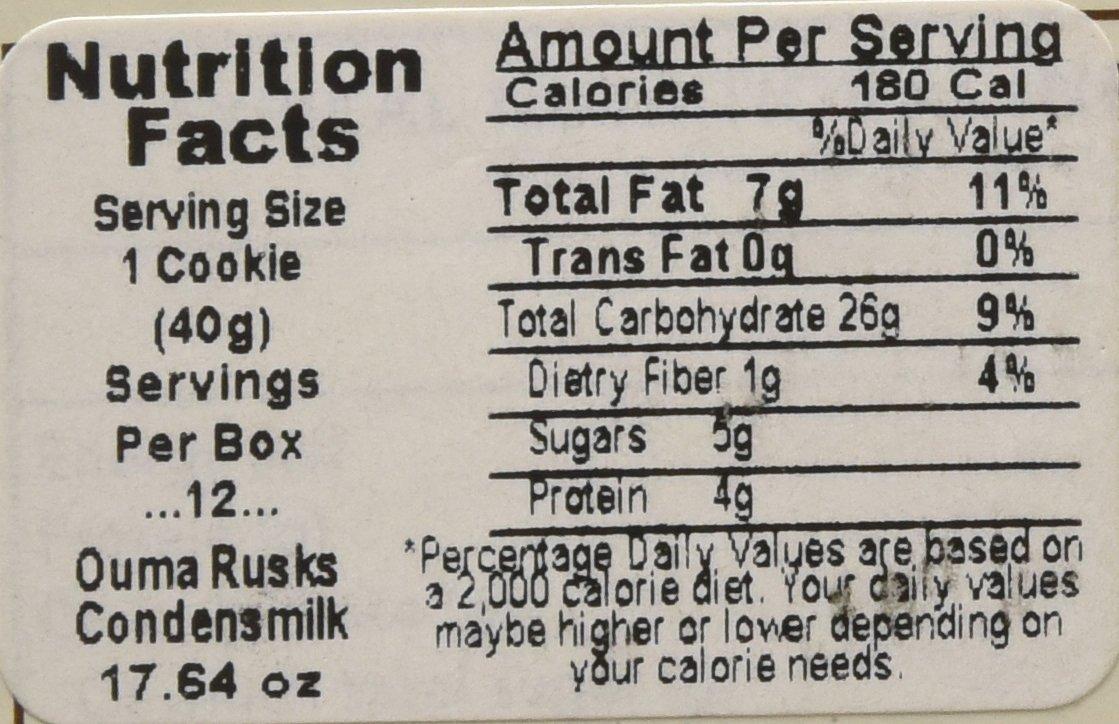 Nutrition
Facts
Serving Size
1 Cookie
(40g)
Servings
Per Box
...12...
Ouma Rusks
Condensmilk
17.64 oz
Amount Per Serving
Calories 180 Cal
%Daily Value*
Total Fat 7g 11%
Trans Fat 0g 0%
Total Carbohydrate 26g 9%
Dietry Fiber 1g 4%
Sugars 5g
Protein 4g
*Percentage Daily Values are based on
a 2,000 calorie diet. Your daily values
maybe higher or lower depending on
your calorie needs.